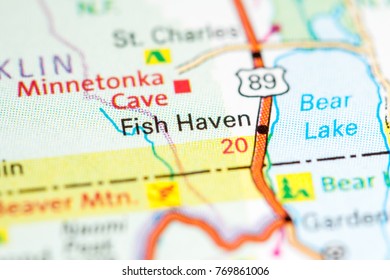 N.F.
St. Charles
KLIN
Minnetonka
Cave
89
Bear
Lake
Fish Haven
20
in
Beaver Mtn.
Bear
Garden
Naomi
Peak
shutterstock.com · 769861006